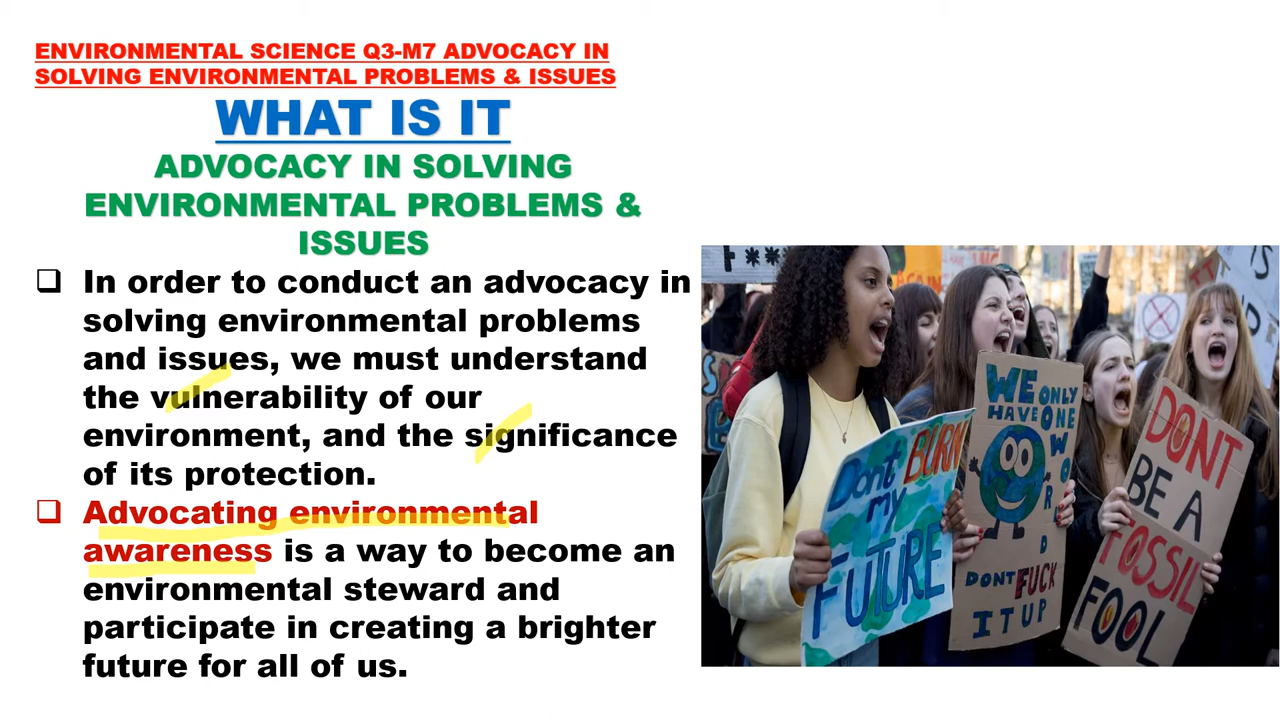 ENVIRONMENTAL SCIENCE Q3-M7 ADVOCACY IN
SOLVING ENVIRONMENTAL PROBLEMS & ISSUES
WHAT IS IT
ADVOCACY IN SOLVING
ENVIRONMENTAL PROBLEMS &
ISSUES
❑ In order to conduct an advocacy in
solving environmental problems
and issues, we must understand
the vulnerability of our
environment, and the significance
of its protection.
❑ Advocating environmental
awareness is a way to become an
environmental steward and
participate in creating a brighter
future for all of us.
F***
Dont
BURN
my
FUTURE
WE ONLY
HAVE ONE
WORLD
DONT FUCK
IT UP
DONT
BE A
FOSSIL
FOOL